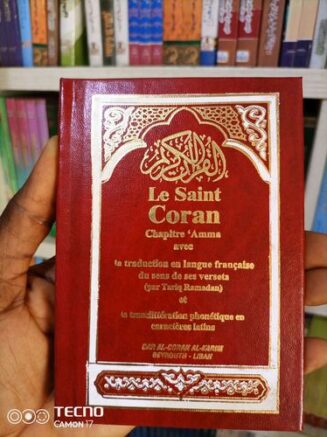 القرآن الكريم
Le Saint
Coran
Chapitre 'Amma
avec
la traduction en langue française
du sens de ses versets
(par Tariq Ramadan)
et
la translittération phonétique en
caractères latins
DAR AL-CORAN AL-KARIM
BEYROUTH - LIBAN
TECNO
CAMON 17